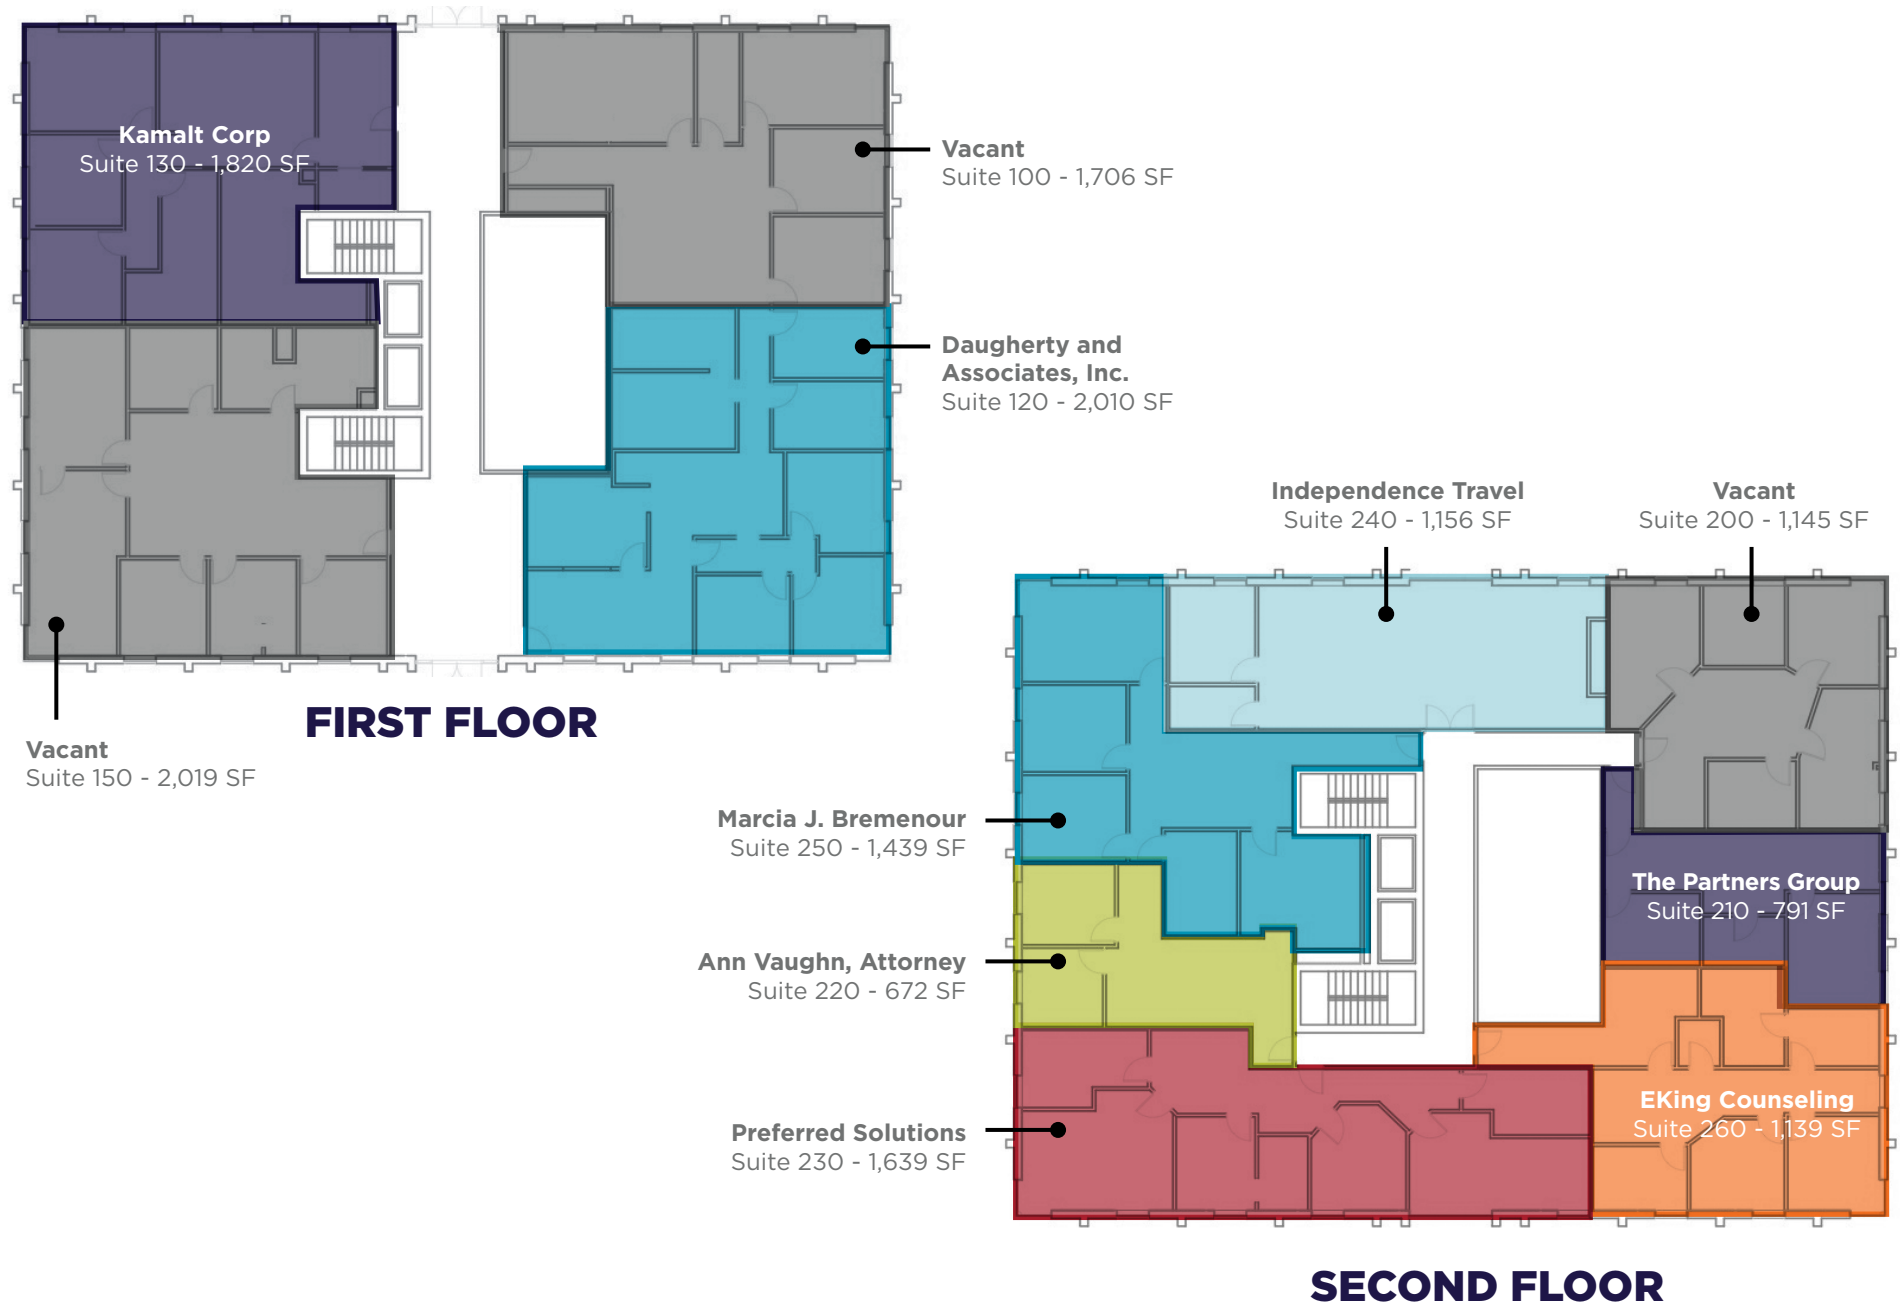 Kamalt Corp
Suite 130 - 1,820 SF
Vacant
Suite 100 - 1,706 SF
Daugherty and
Associates, Inc.
Suite 120 - 2,010 SF
FIRST FLOOR
Vacant
Suite 150 - 2,019 SF
Independence Travel
Suite 240 - 1,156 SF
Vacant
Suite 200 - 1,145 SF
Marcia J. Bremenour
Suite 250 - 1,439 SF
The Partners Group
Suite 210 - 791 SF
Ann Vaughn, Attorney
Suite 220 - 672 SF
EKing Counseling
Suite 260 - 1,139 SF
Preferred Solutions
Suite 230 - 1,639 SF
SECOND FLOOR